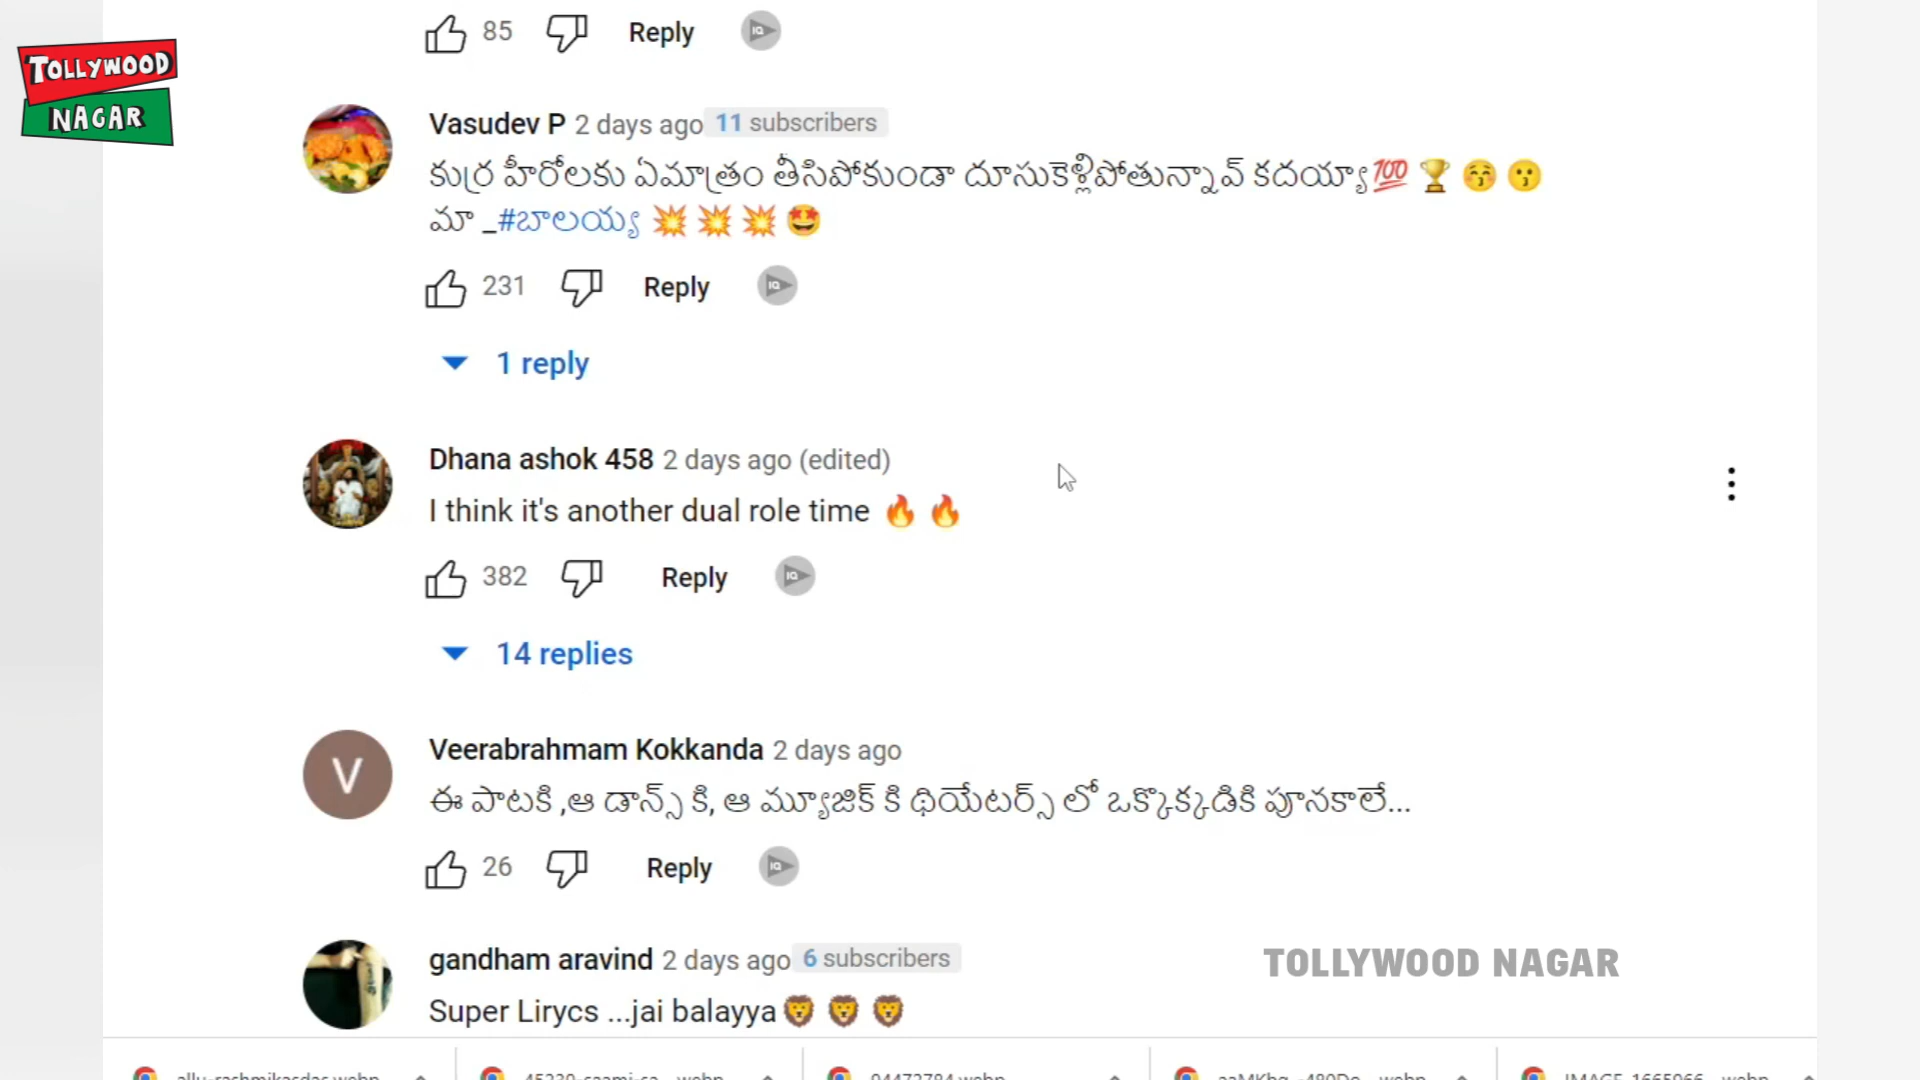 85 Reply
TOLLYWOOD
NAGAR
Vasudev P 2 days ago 11 subscribers
కుర్ర హీరోలకు ఏమాత్రం తీసిపోకుండా దూసుకెళ్లిపోతున్నావ్ కదయ్యా💯 🏆 😚 😗
మా _#బాలయ్య 💥 💥 💥 🤩
231 Reply
1 reply
Dhana ashok 458 2 days ago (edited)
I think it's another dual role time 🔥 🔥
382 Reply
14 replies
V
Veerabrahmam Kokkanda 2 days ago
ఈ పాటకి ,ఆ డాన్స్ కి, ఆ మ్యూజిక్ కి థియేటర్స్ లో ఒక్కొక్కడికి పూనకాలే...
26 Reply
gandham aravind 2 days ago 6 subscribers
Super Lirycs ...jai balayya🦁 🦁 🦁
TOLLYWOOD NAGAR